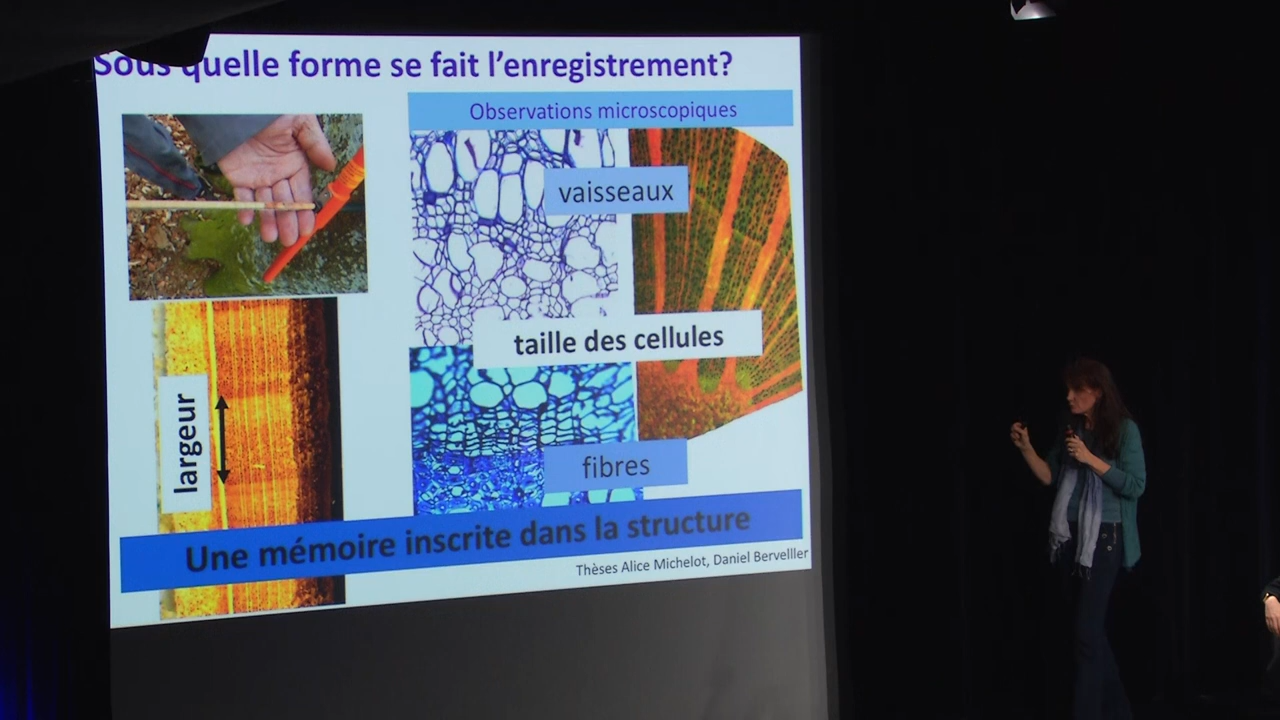 Sous quelle forme se fait l'enregistrement?
Observations microscopiques
vaisseaux
taille des cellules
largeur
fibres
Une mémoire inscrite dans la structure
Thèses Alice Michelot, Daniel Bervelller